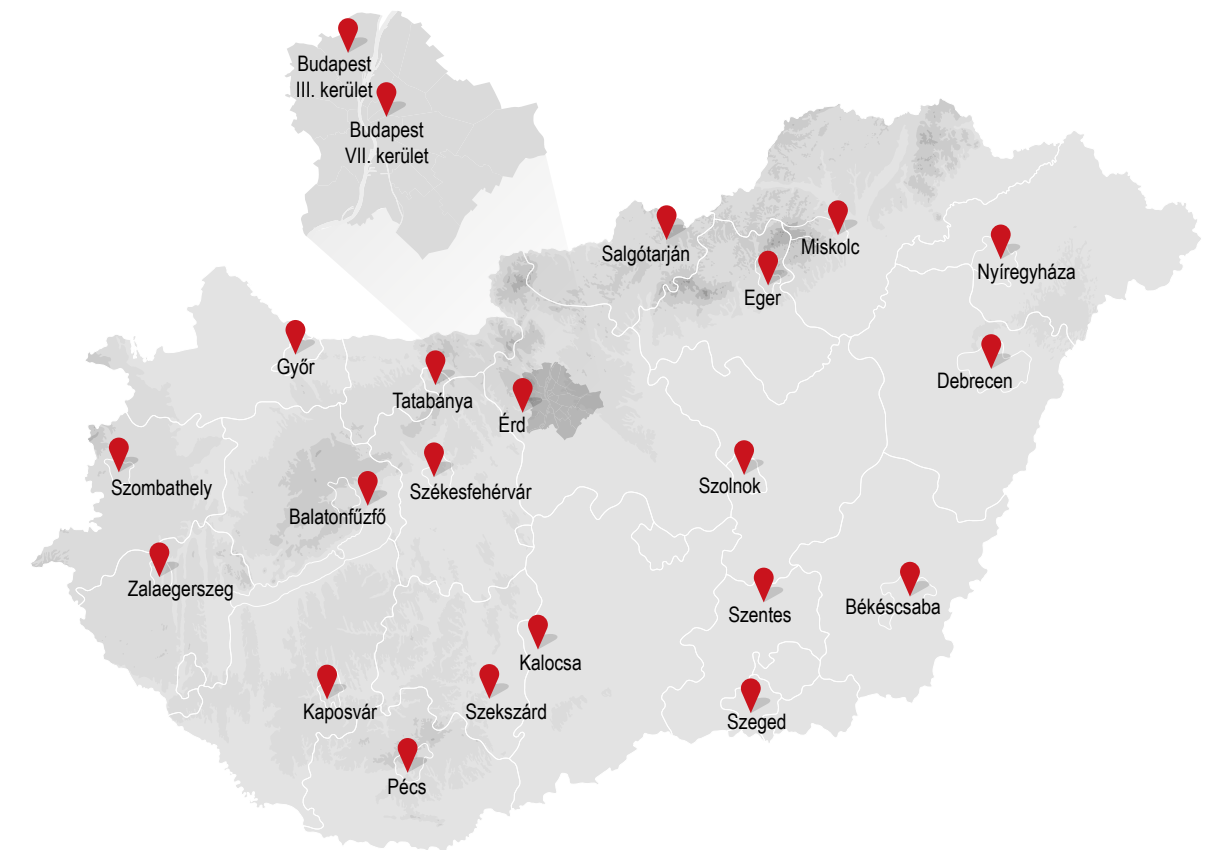 Budapest
III. kerület
Budapest
VII. kerület
Salgótarján
Miskolc
Nyíregyháza
Eger
Győr
Tatabánya
Debrecen
Érd
Szombathely
Székesfehérvár
Szolnok
Balatonfűzfő
Zalaegerszeg
Szentes
Békéscsaba
Kalocsa
Kaposvár
Szekszárd
Szeged
Pécs